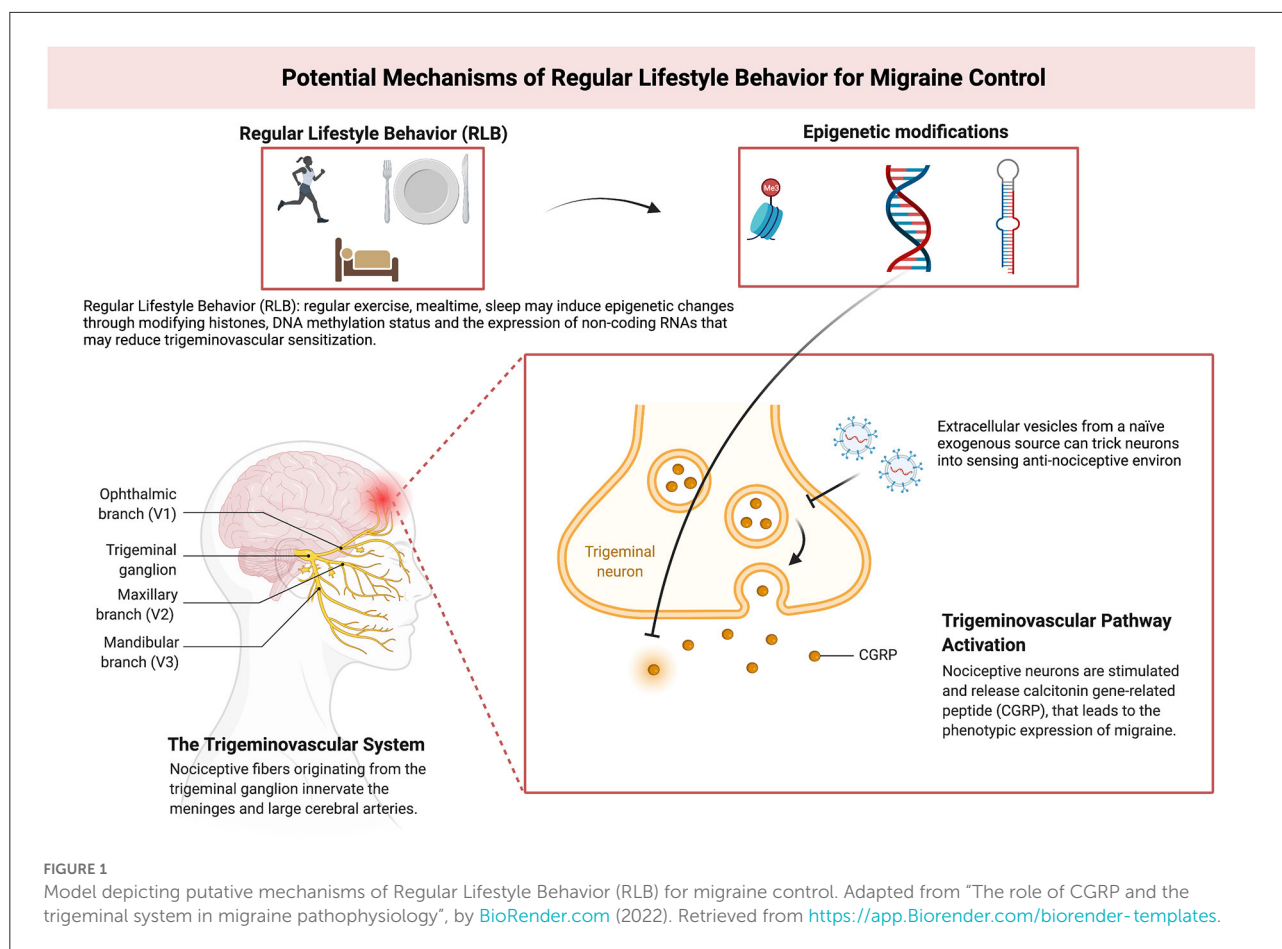 Potential Mechanisms of Regular Lifestyle Behavior for Migraine Control
Regular Lifestyle Behavior (RLB)
Epigenetic modifications
Me3
Regular Lifestyle Behavior (RLB): regular exercise, mealtime, sleep may induce epigenetic changes
through modifying histones, DNA methylation status and the expression of non-coding RNAs that
may reduce trigeminovascular sensitization.
Ophthalmic
branch (V1)
Trigeminal
ganglion
Maxillary
branch (V2)
Mandibular
branch (V3)
The Trigeminovascular System
Nociceptive fibers originating from the
trigeminal ganglion innervate the
meninges and large cerebral arteries.
Trigeminal
neuron
CGRP
Extracellular vesicles from a naïve
exogenous source can trick neurons
into sensing anti-nociceptive environ
Trigeminovascular Pathway
Activation
Nociceptive neurons are stimulated
and release calcitonin gene-related
peptide (CGRP), that leads to the
phenotypic expression of migraine.
FIGURE 1
Model depicting putative mechanisms of Regular Lifestyle Behavior (RLB) for migraine control. Adapted from “The role of CGRP and the
trigeminal system in migraine pathophysiology”, by BioRender.com (2022). Retrieved from https://app.Biorender.com/biorender-templates.